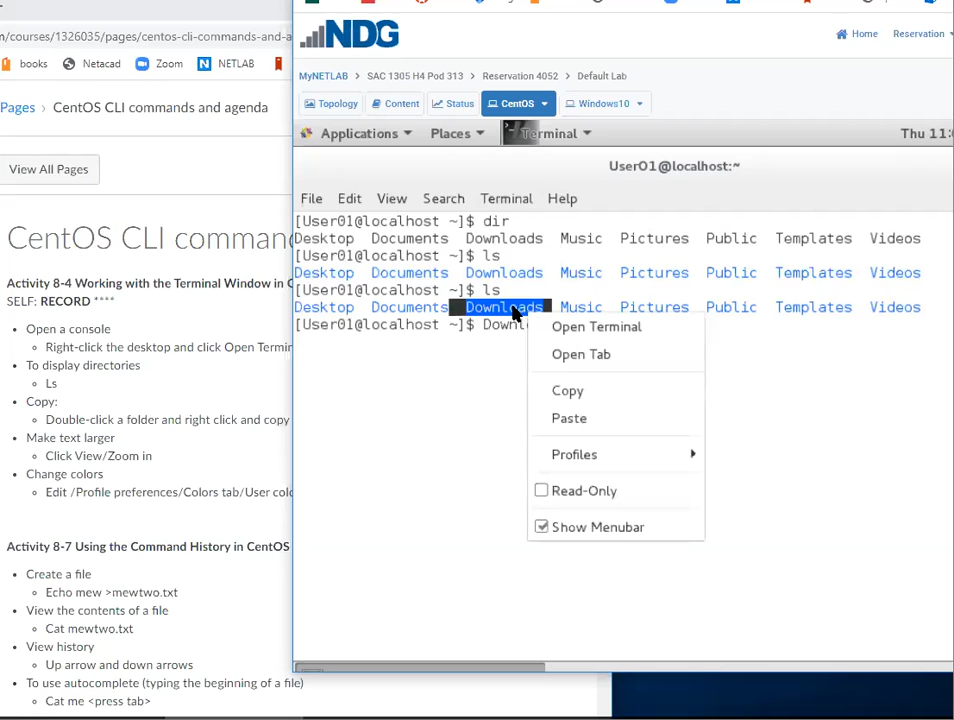 m/courses/1326035/pages/centos-cli-commands-and-a
books Netacad Zoom NETLAB
Pages > CentOS CLI commands and agenda
View All Pages
CentOS CLI comman
Activity 8-4 Working with the Terminal Window in C
SELF: RECORD ****
Open a console
Right-click the desktop and click Open Termin
To display directories
Ls
Copy:
Double-click a folder and right click and copy
Make text larger
Click View/Zoom in
Change colors
Edit /Profile preferences/Colors tab/User colo
Activity 8-7 Using the Command History in CentOS
Create a file
Echo mew >mewtwo.txt
View the contents of a file
Cat mewtwo.txt
View history
Up arrow and down arrows
To use autocomplete (typing the beginning of a file)
Cat me <press tab>
NDG
Home Reservation
MyNETLAB > SAC 1305 H4 Pod 313 > Reservation 4052 > Default Lab
Topology Content Status CentOS Windows10
Applications Places Terminal Thu 11:
User01@localhost:~
File Edit View Search Terminal Help
[User01@localhost ~]$ dir
Desktop Documents Downloads Music Pictures Public Templates Videos
[User01@localhost ~]$ ls
Desktop Documents Downloads Music Pictures Public Templates Videos
[User01@localhost ~]$ ls
Desktop Documents Downloads Music Pictures Public Templates Videos
[User01@localhost ~]$ Downl
Open Terminal
Open Tab
Copy
Paste
Profiles
Read-Only
Show Menubar